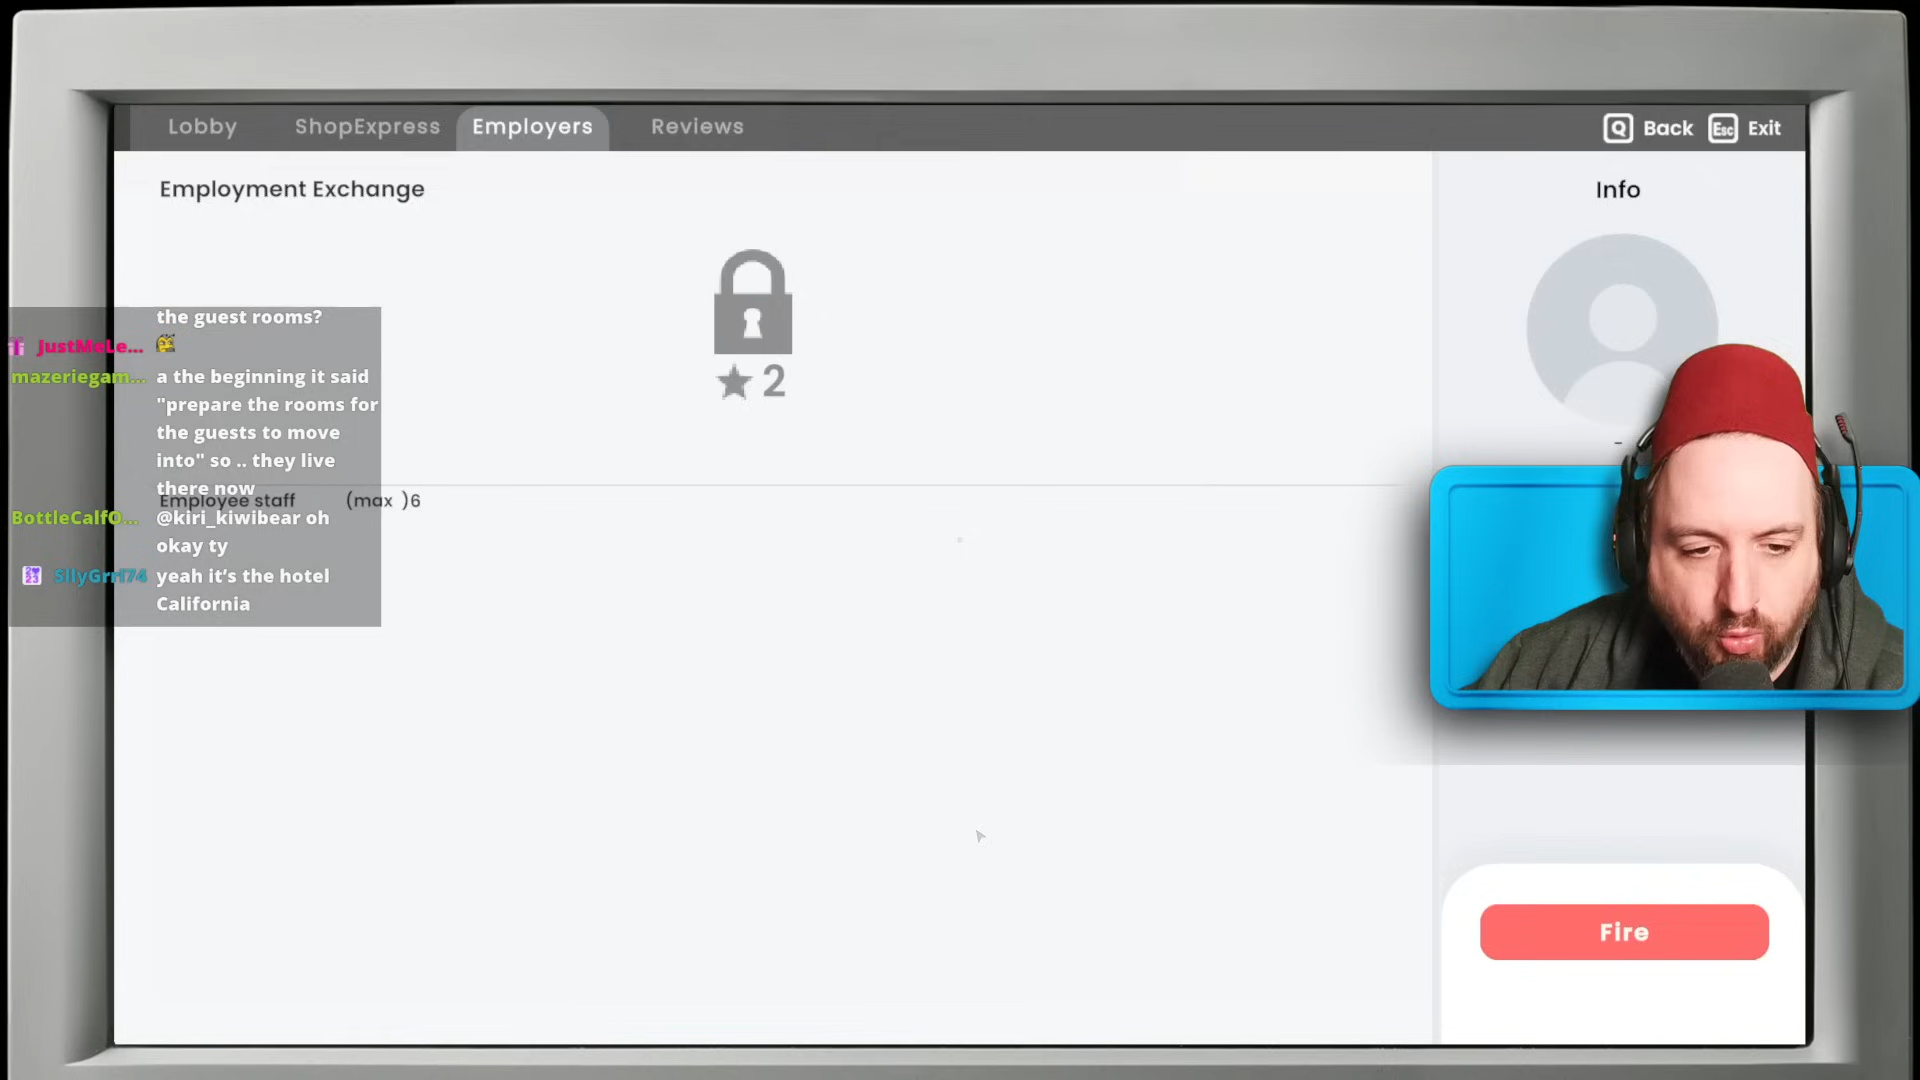 Lobby
ShopExpress
Employers
Reviews
Q Back
Esc Exit
Employment Exchange
Info
2
-
Employee staff (max )6
the guest rooms?
JustMeLe...
mazeriegam... a the beginning it said
"prepare the rooms for
the guests to move
into" so .. they live
there now
BottleCalfO... @kiri_kiwibear oh
okay ty
SllyGrrl74 yeah it's the hotel
California
Fire